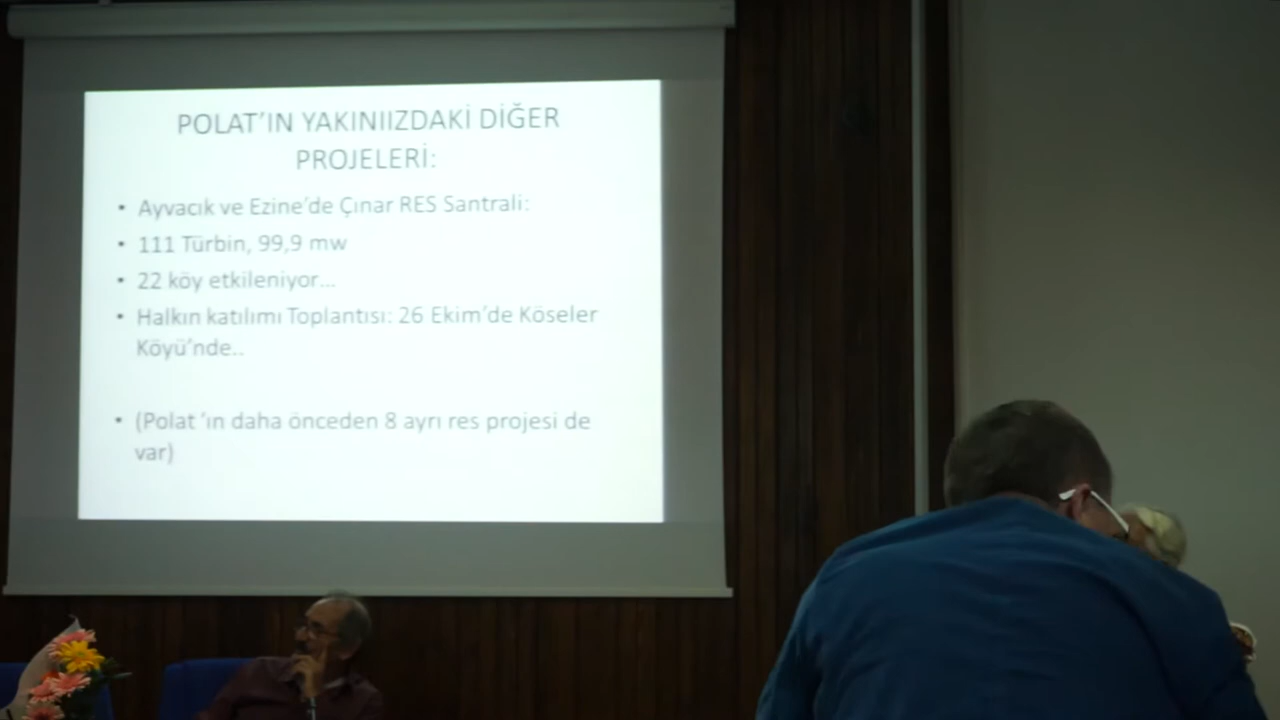 POLAT'IN YAKINIIZDAKİ DİĞER
PROJELERİ:
• Ayvacık ve Ezine'de Çınar RES Santrali:
• 111 Türbin, 99,9 mw
• 22 köy etkileniyor...
• Halkın katılımı Toplantısı: 26 Ekim'de Köseler
Köyü'nde..
• (Polat 'ın daha önceden 8 ayrı res projesi de
var)